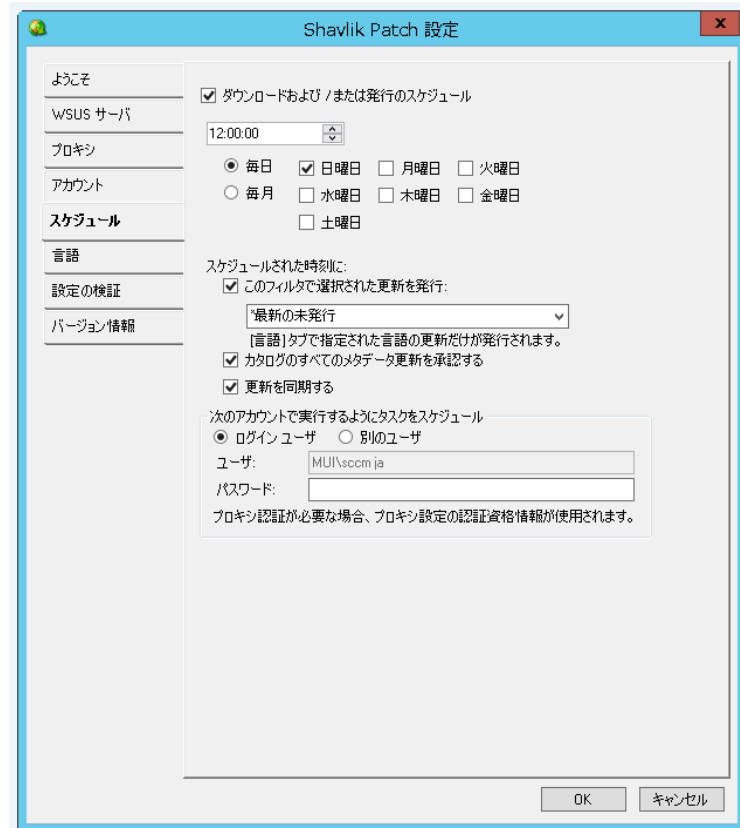 Shavlik Patch 設定
x
ようこそ
WSUS サーバ
プロキシ
アカウント
スケジュール
言語
設定の検証
バージョン情報
ダウンロードおよび /または発行のスケジュール
12:00:00
毎日 日曜日 月曜日 火曜日
毎月 水曜日 木曜日 金曜日
土曜日
スケジュールされた時刻に:
このフィルタで選択された更新を発行:
*最新の未発行
[言語]タブで指定された言語の更新だけが発行されます。
カタログのすべてのメタデータ更新を承認する
更新を同期する
次のアカウントで実行するようにタスクをスケジュール
ログイン ユーザ 別のユーザ
ユーザ: MUI\sccm ja
パスワード:
プロキシ認証が必要な場合、プロキシ設定の認証資格情報が使用されます。
OK キャンセル